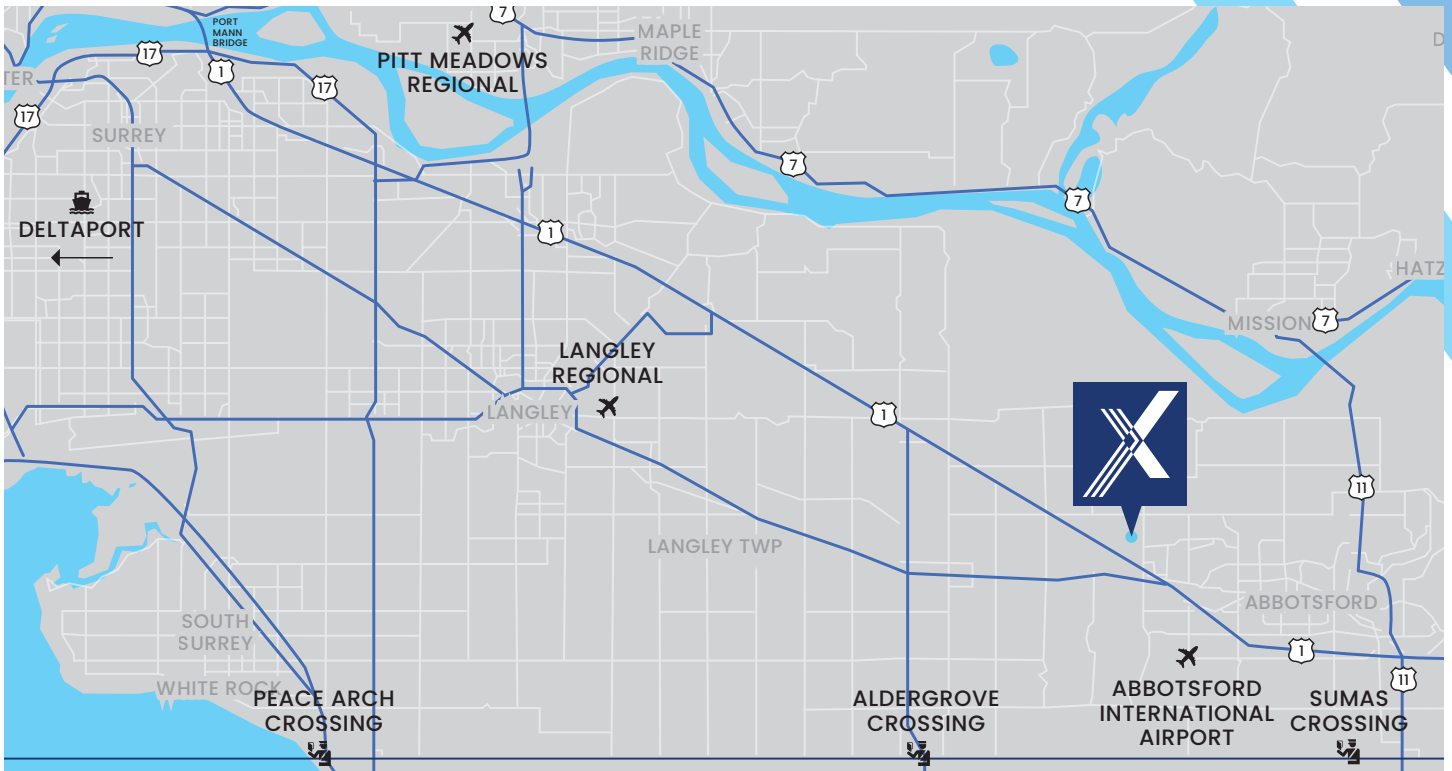 7
PORT
MANN
BRIDGE
17
1
PITT MEADOWS
REGIONAL
MAPLE
RIDGE
D
TER
17
17
SURREY
7
7
DELTAPORT
1
HATZ
MISSION
7
LANGLEY
REGIONAL
LANGLEY
1
11
LANGLEY TWP
ABBOTSFORD
SOUTH
SURREY
1
WHITE ROCK
PEACE ARCH
CROSSING
ALDERGROVE
CROSSING
ABBOTSFORD
INTERNATIONAL
AIRPORT
SUMAS
CROSSING
11